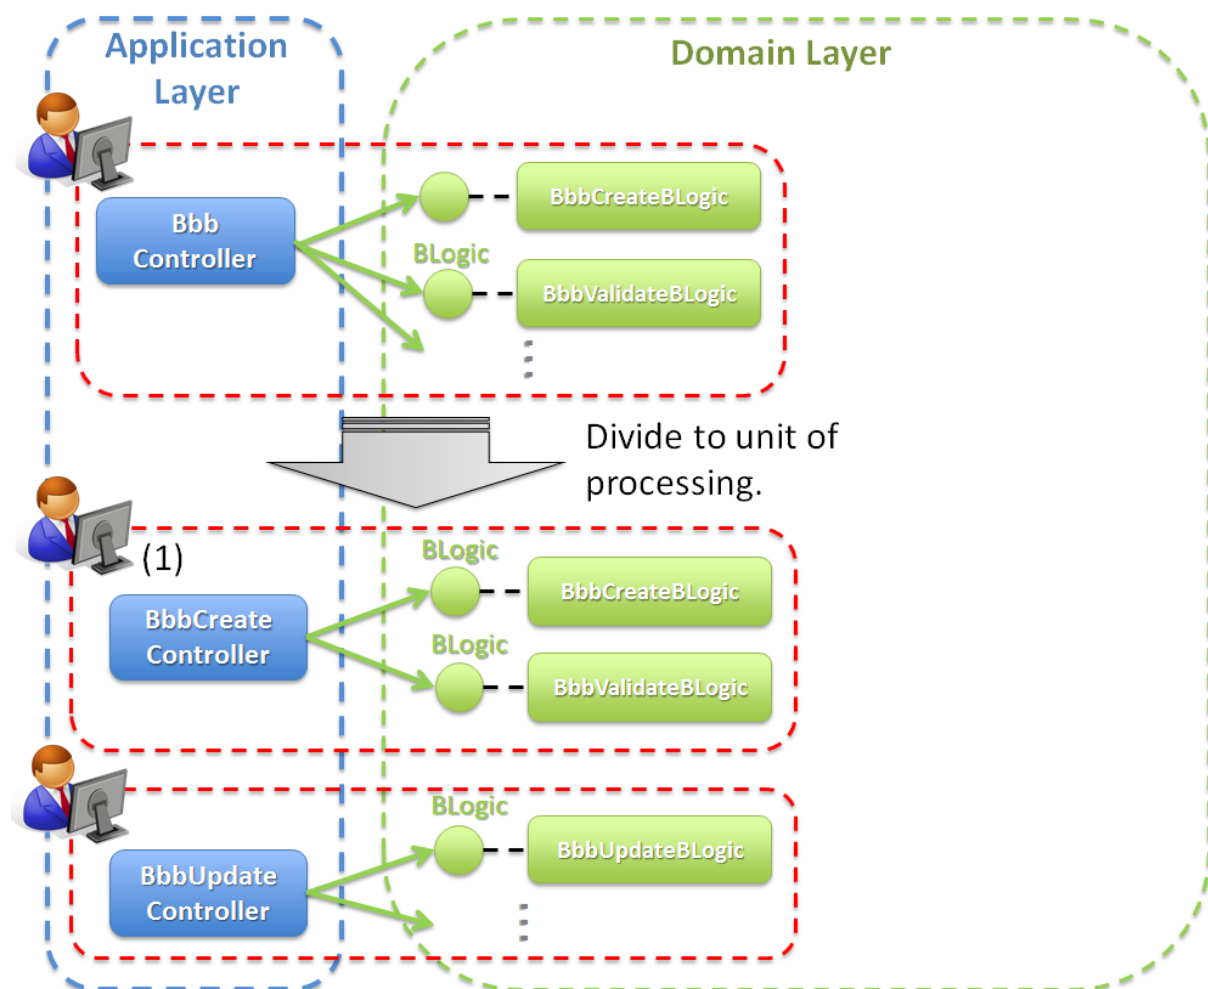 Application
Layer
Domain Layer
Bbb
Controller
BbbCreateBLogic
BLogic
BbbValidateBLogic
Divide to unit of
processing.
(1)
BbbCreate
Controller
BLogic
BbbCreateBLogic
BLogic
BbbValidateBLogic
BbbUpdate
Controller
BLogic
BbbUpdateBLogic